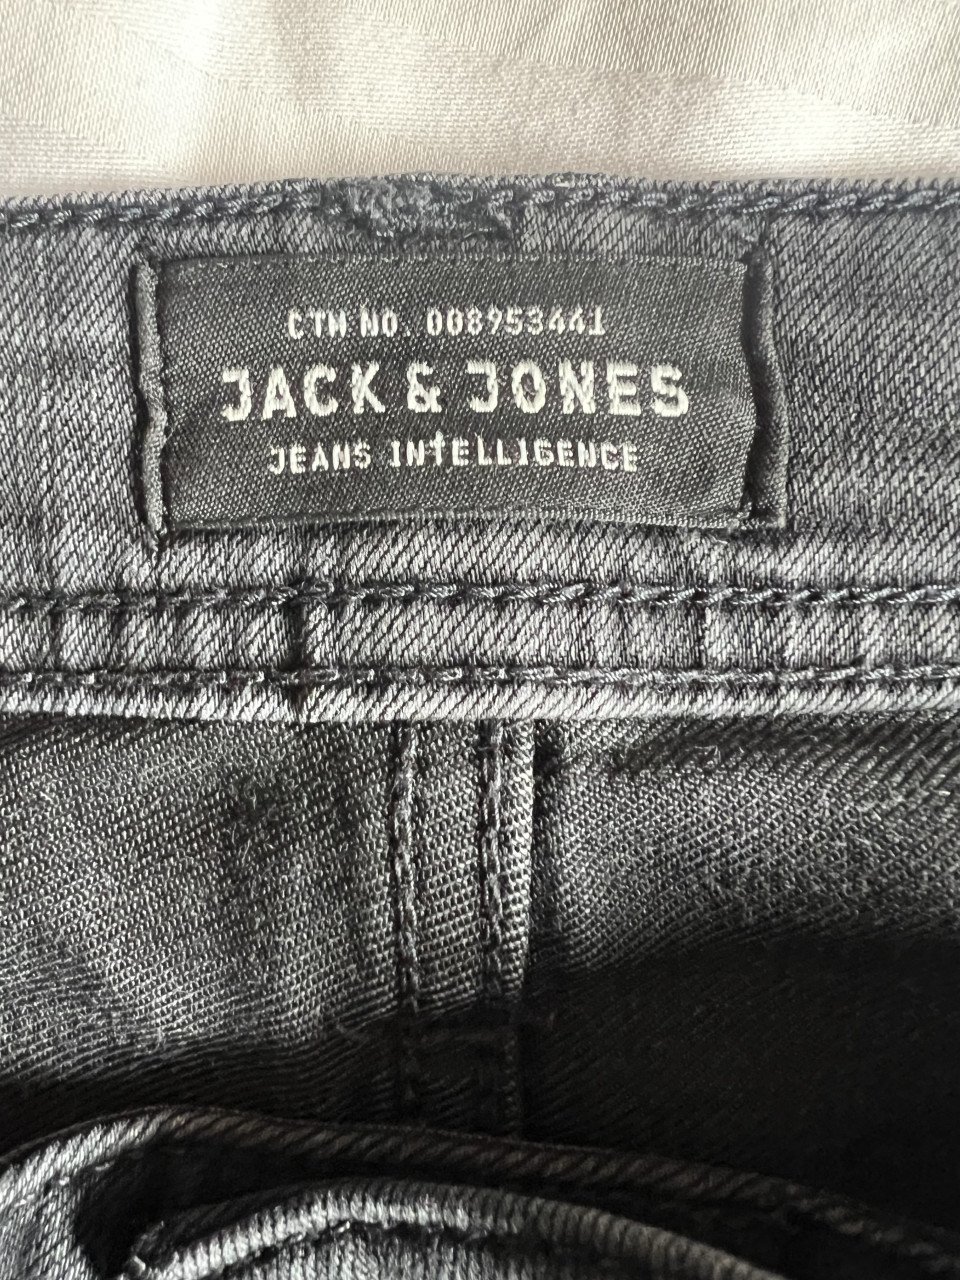 CTN NO. 008953441
JACK & JONES
JEANS INTELLIGENCE